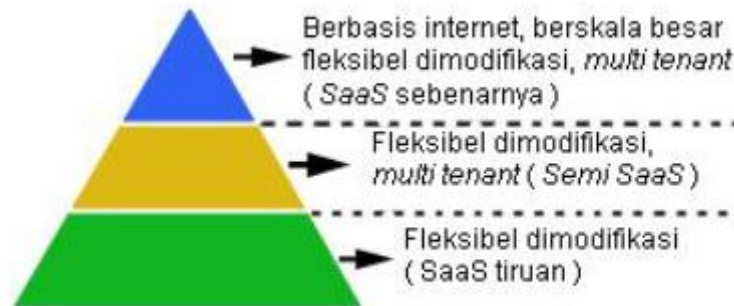 Berbasis internet, berskala besar
fleksibel dimodifikasi, multi tenant
( SaaS sebenarnya )
Fleksibel dimodifikasi,
multi tenant ( Semi SaaS )
Fleksibel dimodifikasi
( SaaS tiruan )